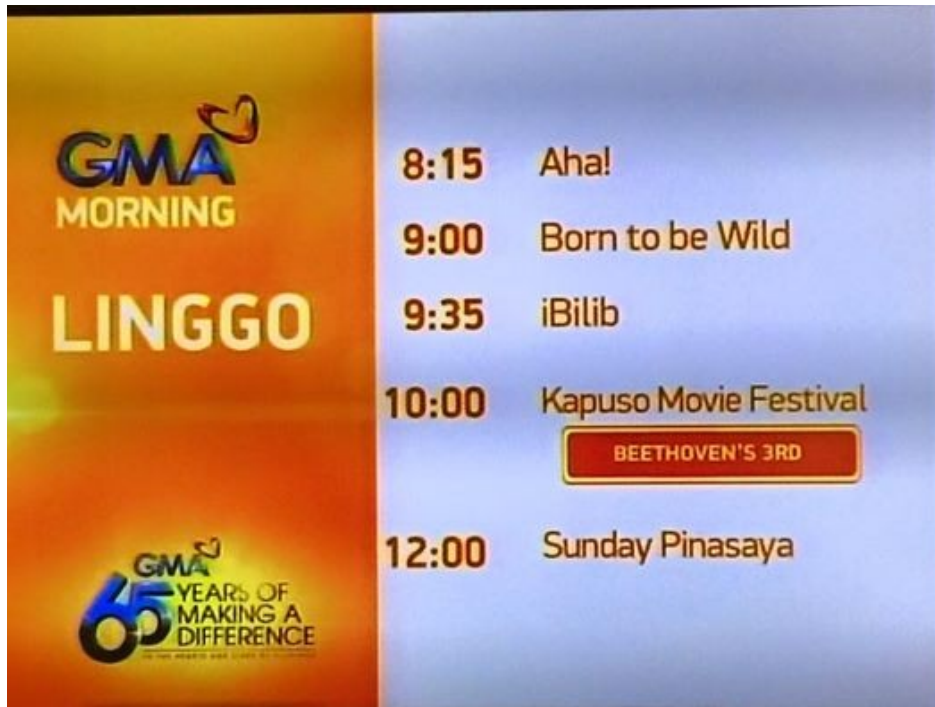 GMA
MORNING
LINGGO
8:15 Aha!
9:00 Born to be Wild
9:35 iBilib
10:00 Kapuso Movie Festival
BEETHOVEN'S 3RD
12:00 Sunday Pinasaya
GMA
65 YEARS OF
MAKING A
DIFFERENCE